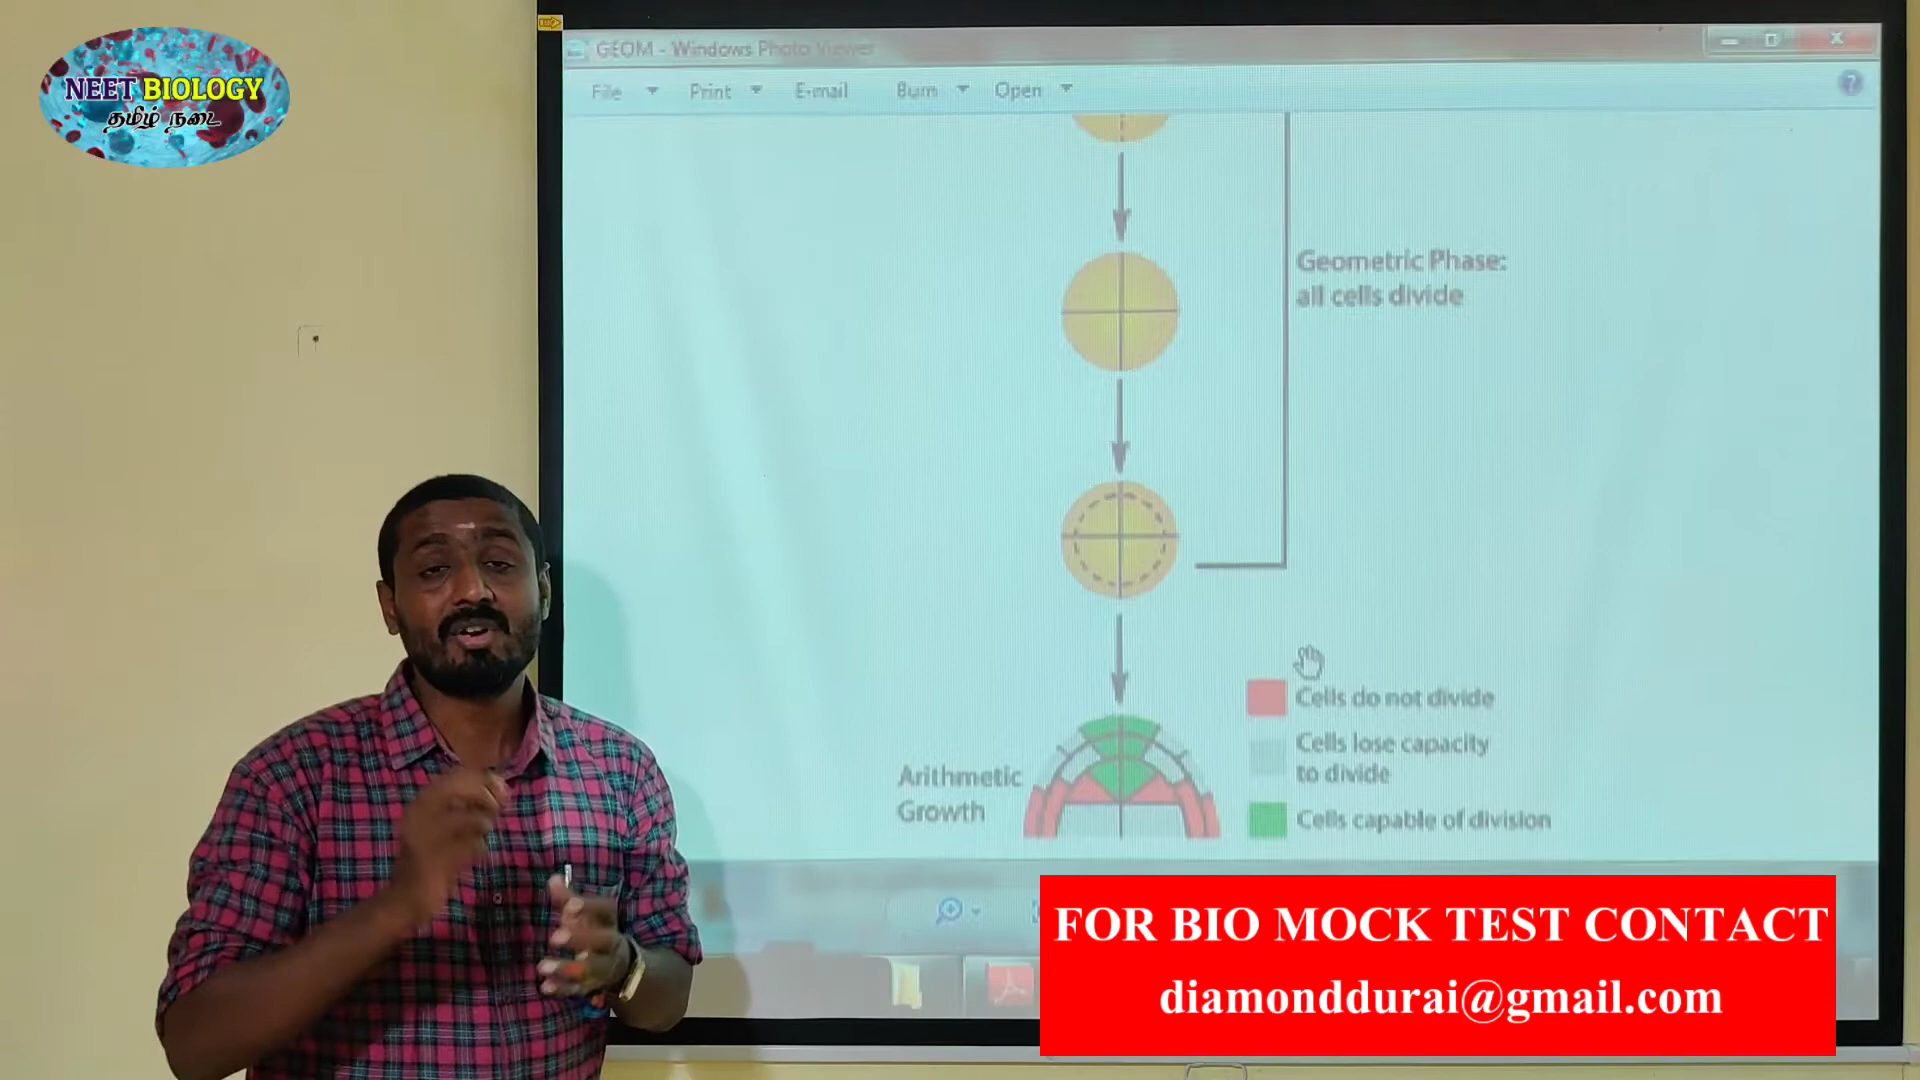 NEET BIOLOGY
தமிழ் நடை
GEOM - Windows Photo Viewer
File Print E-mail Burn Open
Geometric Phase:
all cells divide
Cells do not divide
Cells lose capacity
to divide
Cells capable of division
Arithmetic
Growth
FOR BIO MOCK TEST CONTACT
diamonddurai@gmail.com